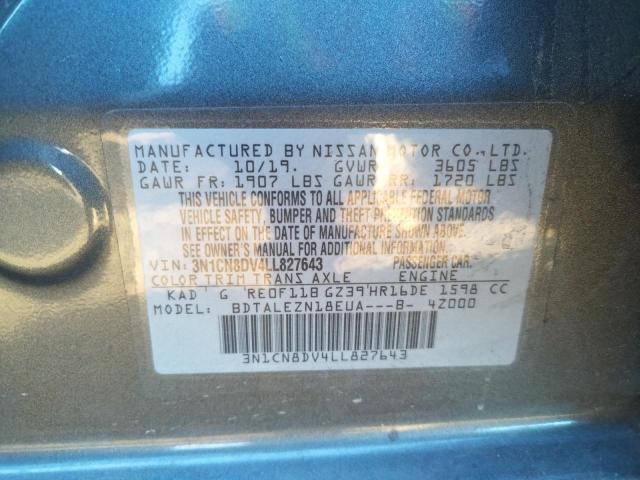 MANUFACTURED BY NISSAN MOTOR CO.,LTD.
DATE: 10/19. GVWR 3605 LBS
GAWR FR: 1907 LBS GAWR RR: 1720 LBS
THIS VEHICLE CONFORMS TO ALL APPLICABLE FEDERAL MOTOR
VEHICLE SAFETY, BUMPER AND THEFT PREVENTION STANDARDS
IN EFFECT ON THE DATE OF MANUFACTURE SHOWN ABOVE.
SEE OWNER'S MANUAL FOR ADDITIONAL INFORMATION
VIN: 3N1CN8DV4LL827643 PASSENGER CAR.
COLOR TRIM TRANS AXLE ENGINE
KAD G RE0F11B GZ39 HR16DE 1598 CC
MODEL: BDTALEZN18EUA---B- 4Z000
3N1CN8DV4LL827643